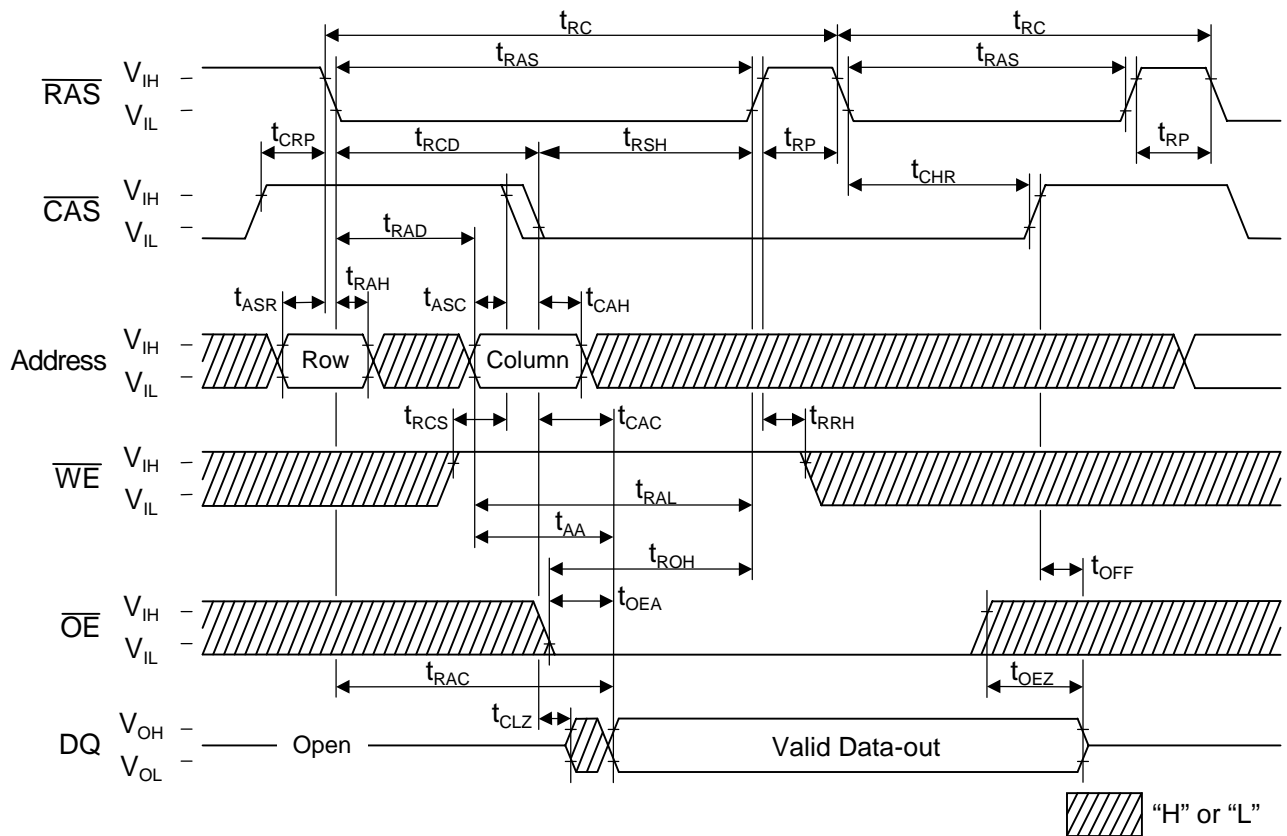 tRC tRC
tRAS tRAS
RAS VIH
VIL
tCRP tRCD tRSH tRP tRP
tCHR
CAS VIH
VIL
tRAD
tASR tRAH tASC tCAH
Address VIH
VIL
Row Column
tRCS tCAC tRRH
WE VIH
VIL
tRAL
tAA
tROH tOFF
OE VIH
VIL
tOEA
tRAC tOEZ
tCLZ
DQ VOH
VOL
Open Valid Data-out
“H” or “L”